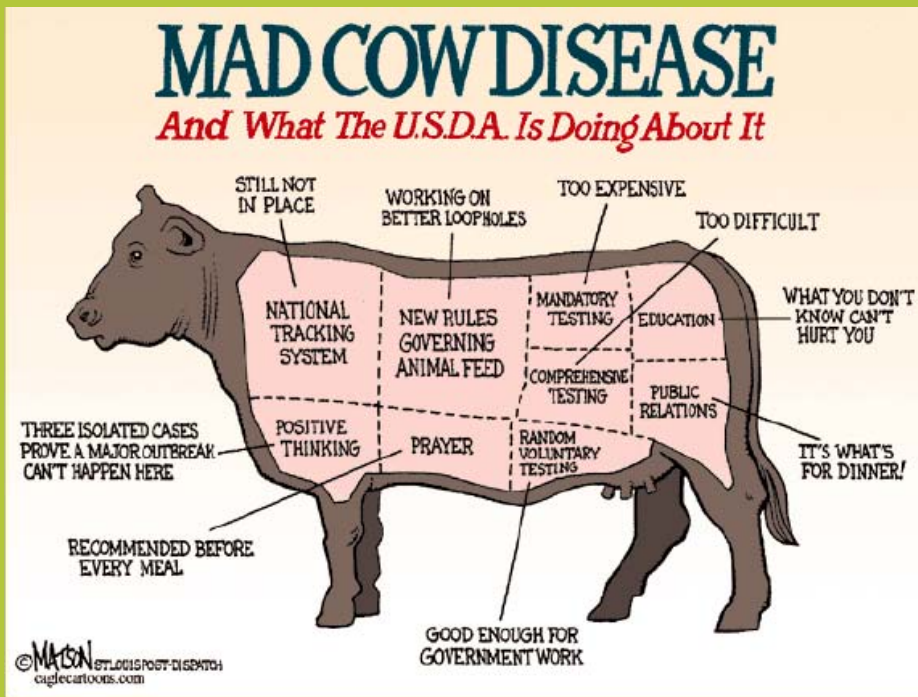 MAD COW DISEASE
And What The U.S.D.A. Is Doing About It
STILL NOT
IN PLACE
WORKING ON
BETTER LOOPHOLES
TOO EXPENSIVE
TOO DIFFICULT
NATIONAL
TRACKING
SYSTEM
NEW RULES
GOVERNING
ANIMAL FEED
MANDATORY
TESTING
EDUCATION
WHAT YOU DON'T
KNOW CAN'T
HURT YOU
COMPREHENSIVE
TESTING
PUBLIC
RELATIONS
THREE ISOLATED CASES
PROVE A MAJOR OUTBREAK
CAN'T HAPPEN HERE
POSITIVE
THINKING
PRAYER
RANDOM
VOLUNTARY
TESTING
IT'S WHAT'S
FOR DINNER!
RECOMMENDED BEFORE
EVERY MEAL
GOOD ENOUGH FOR
GOVERNMENT WORK
© MATSON ST. LOUIS POST-DISPATCH
caglecartoons.com